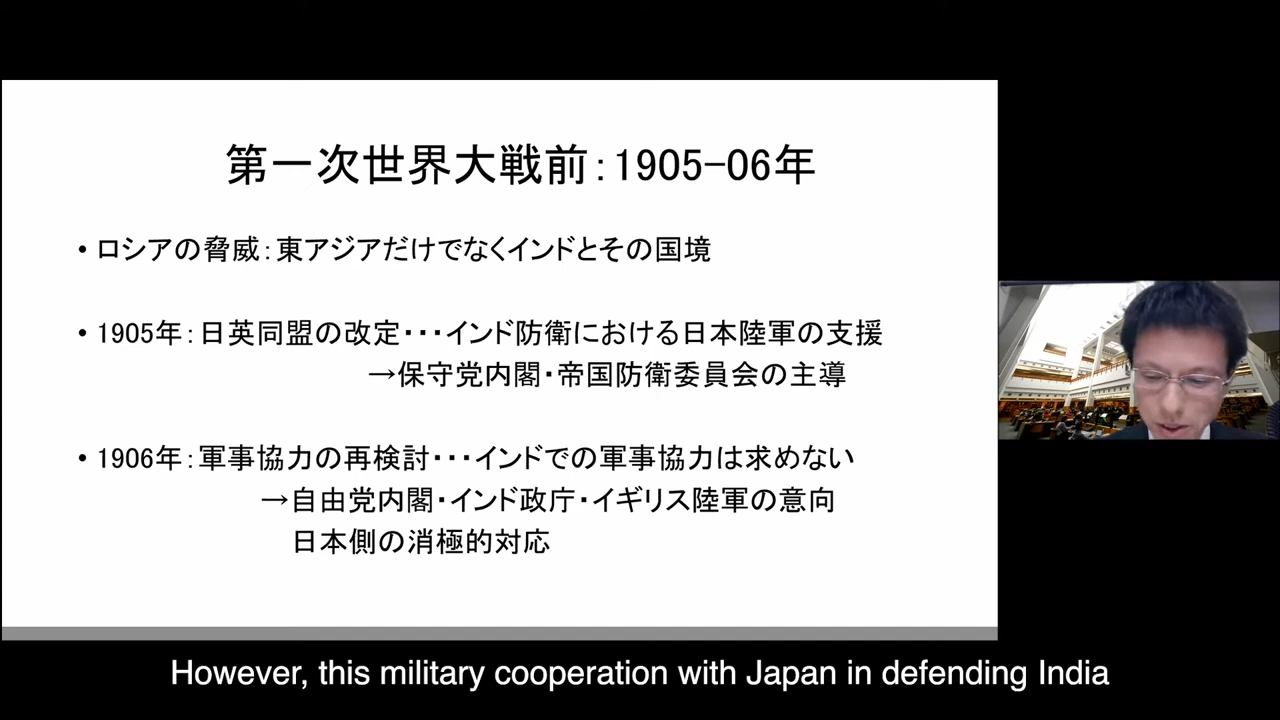 第一次世界大戦前：1905−06年
• ロシアの脅威：東アジアだけでなくインドとその国境
• 1905年：日英同盟の改定・・・インド防衛における日本陸軍の支援
→保守党内閣・帝国防衛委員会の主導
• 1906年：軍事協力の再検討・・・インドでの軍事協力は求めない
→自由党内閣・インド政庁・イギリス陸軍の意向
日本側の消極的対応
However, this military cooperation with Japan in defending India